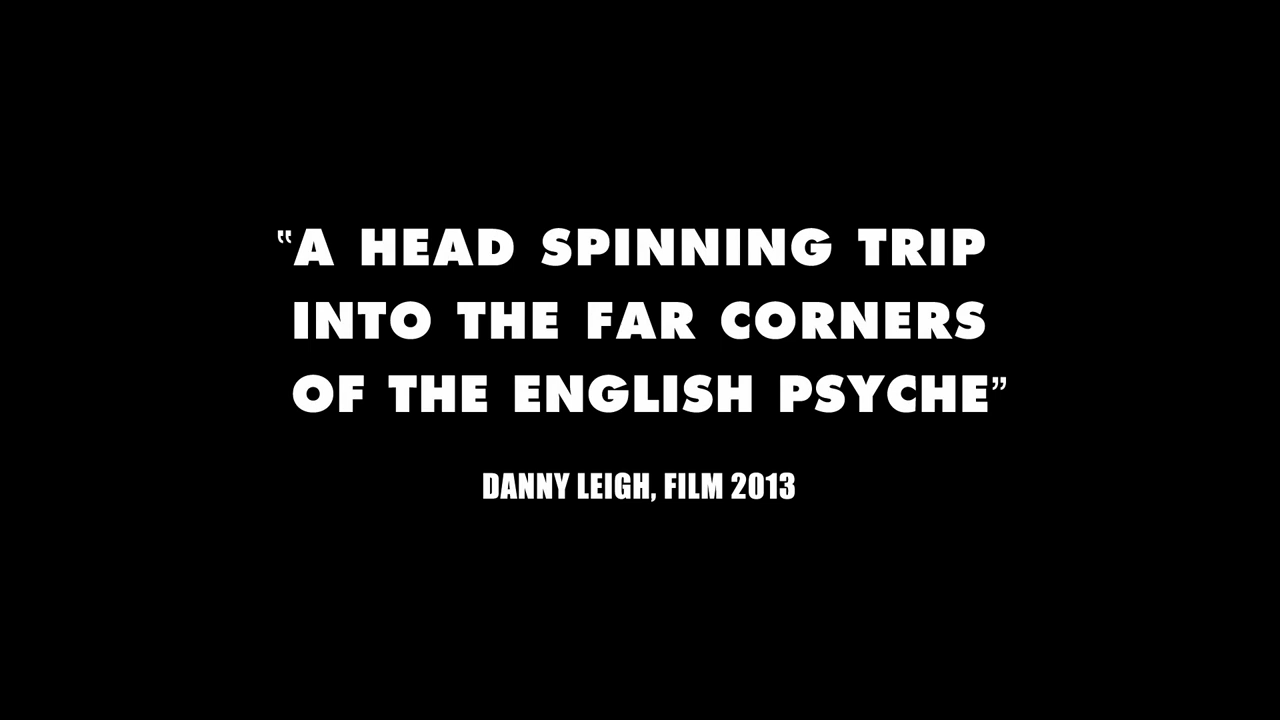 “A HEAD SPINNING TRIP
INTO THE FAR CORNERS
OF THE ENGLISH PSYCHE”
DANNY LEIGH, FILM 2013